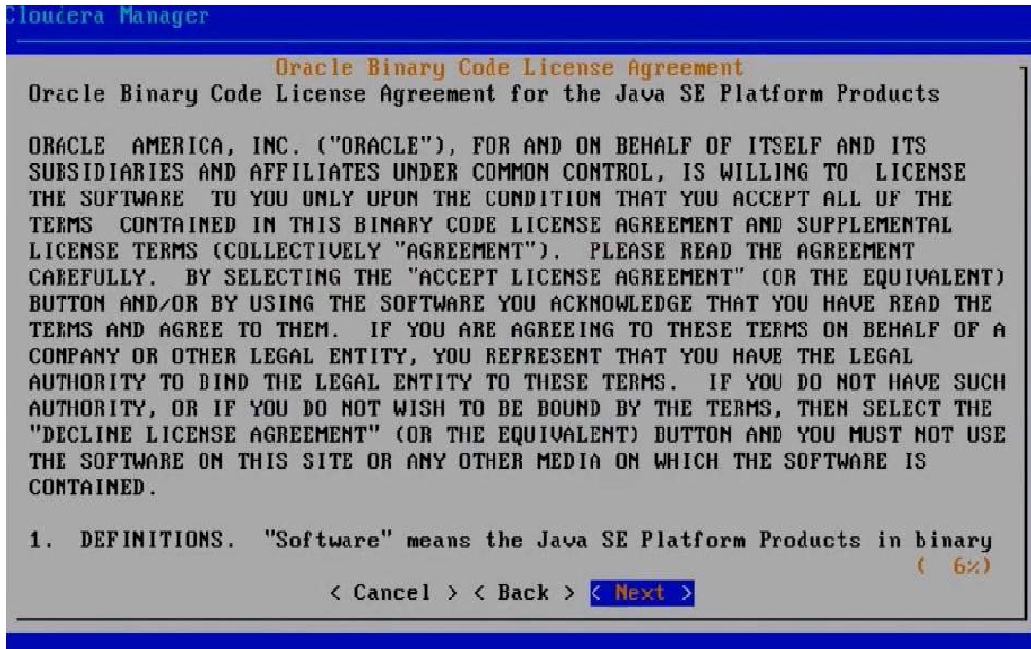 Cloudera Manager
Oracle Binary Code License Agreement
Oracle Binary Code License Agreement for the Java SE Platform Products
ORACLE AMERICA, INC. ("ORACLE"), FOR AND ON BEHALF OF ITSELF AND ITS
SUBSIDIARIES AND AFFILIATES UNDER COMMON CONTROL, IS WILLING TO LICENSE
THE SOFTWARE TO YOU ONLY UPON THE CONDITION THAT YOU ACCEPT ALL OF THE
TERMS CONTAINED IN THIS BINARY CODE LICENSE AGREEMENT AND SUPPLEMENTAL
LICENSE TERMS (COLLECTIVELY "AGREEMENT"). PLEASE READ THE AGREEMENT
CAREFULLY. BY SELECTING THE "ACCEPT LICENSE AGREEMENT" (OR THE EQUIVALENT)
BUTTON AND/OR BY USING THE SOFTWARE YOU ACKNOWLEDGE THAT YOU HAVE READ THE
TERMS AND AGREE TO THEM. IF YOU ARE AGREEING TO THESE TERMS ON BEHALF OF A
COMPANY OR OTHER LEGAL ENTITY, YOU REPRESENT THAT YOU HAVE THE LEGAL
AUTHORITY TO BIND THE LEGAL ENTITY TO THESE TERMS. IF YOU DO NOT HAVE SUCH
AUTHORITY, OR IF YOU DO NOT WISH TO BE BOUND BY THE TERMS, THEN SELECT THE
"DECLINE LICENSE AGREEMENT" (OR THE EQUIVALENT) BUTTON AND YOU MUST NOT USE
THE SOFTWARE ON THIS SITE OR ANY OTHER MEDIA ON WHICH THE SOFTWARE IS
CONTAINED.
1. DEFINITIONS. "Software" means the Java SE Platform Products in binary
( 6%)
< Cancel > < Back > < Next >